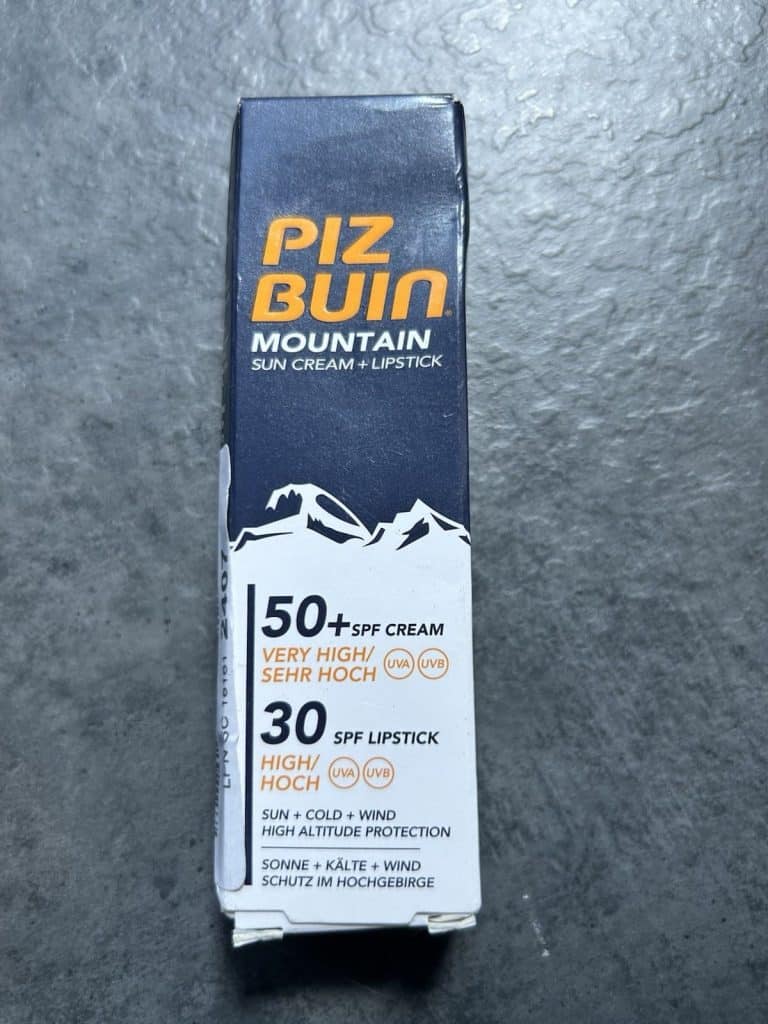 PIZ
BUIN
MOUNTAIN
SUN CREAM + LIPSTICK
50+ SPF CREAM
VERY HIGH/
SEHR HOCH
UVA UVB
30 SPF LIPSTICK
HIGH/
HOCH
UVA UVB
SUN + COLD + WIND
HIGH ALTITUDE PROTECTION
SONNE + KÄLTE + WIND
SCHUTZ IM HOCHGEBIRGE
2407